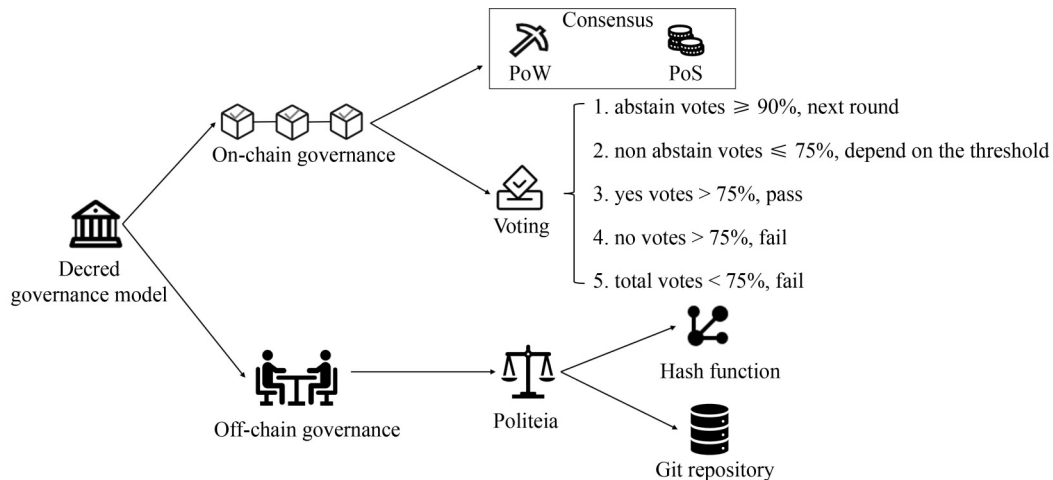 Consensus
PoW
PoS
On-chain governance
Voting
1. abstain votes ⩾ 90%, next round
2. non abstain votes ⩽ 75%, depend on the threshold
3. yes votes > 75%, pass
4. no votes > 75%, fail
5. total votes < 75%, fail
Decred
governance model
Off-chain governance
Politeia
Hash function
Git repository